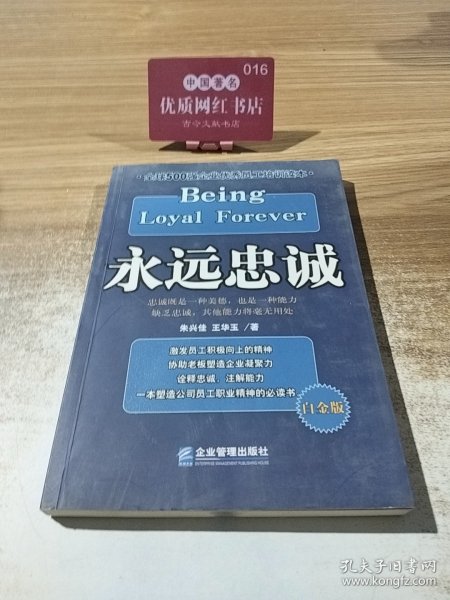 016
中国著名
优质网红书店
古今文献书店
·全球500强企业优秀员工培训读本·
Being
Loyal Forever
永远忠诚
忠诚既是一种美德,也是一种能力
缺乏忠诚,其他能力将毫无用处
朱兴佳 王华玉/著
激发员工积极向上的精神
协助老板塑造企业凝聚力
诠释忠诚,注解能力
一本塑造公司员工职业精神的必读书
白金版
企业管理出版社
ENTERPRISE MANAGEMENT PUBLISHING HOUSE
孔夫子旧书网
www.kongfz.com